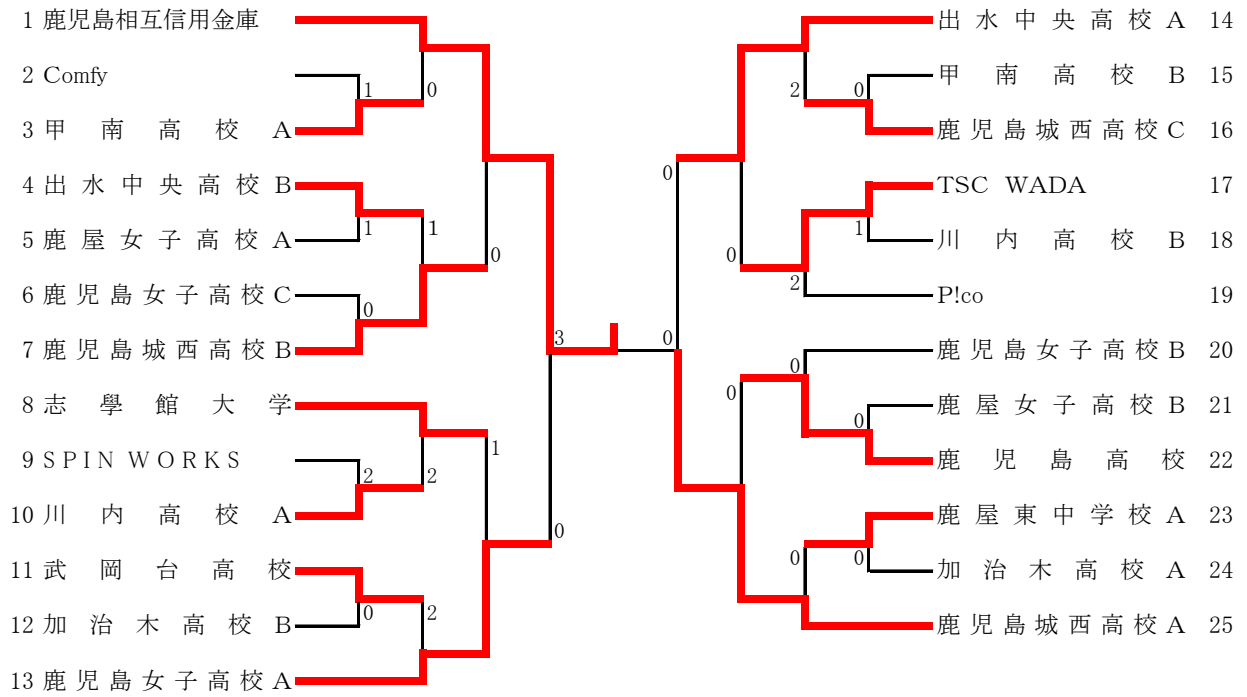 1 鹿児島相互信用金庫
2 Comfy
3 甲南高校 A
4 出水中央高校 B
5 鹿屋女子高校 A
6 鹿児島女子高校 C
7 鹿児島城西高校 B
8 志學館大学
9 SPIN WORKS
10 川内高校 A
11 武岡台高校
12 加治木高校 B
13 鹿児島女子高校 A
1
0
1
1
0
0
2
2
1
0
2
3
0
0
出水中央高校 A 14
甲南高校 B 15
鹿児島城西高校 C 16
TSC WADA 17
川内高校 B 18
P!co 19
鹿児島女子高校 B 20
鹿屋女子高校 B 21
鹿児島高校 22
鹿屋東中学校 A 23
加治木高校 A 24
鹿児島城西高校 A 25
2
0
0
1
0
2
0
0
0
0
0
0